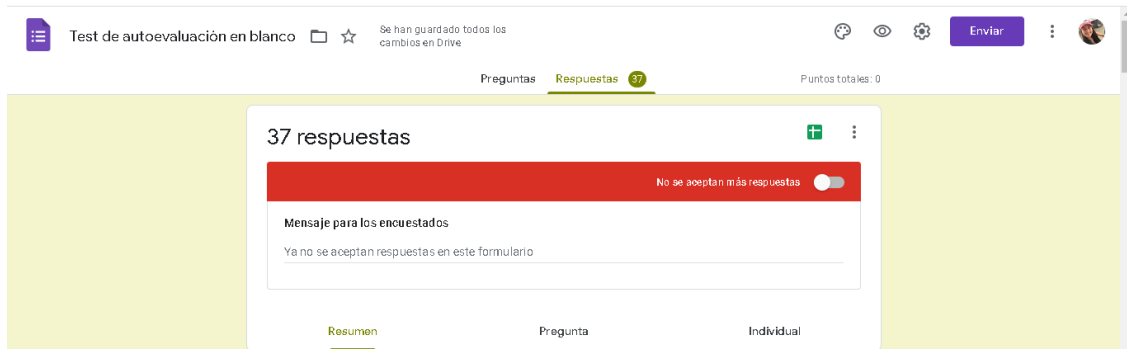 Test de autoevaluación en blanco
Se han guardado todos los
cambios en Drive
Enviar
Preguntas
Respuestas 37
Puntos totales: 0
37 respuestas
No se aceptan más respuestas
Mensaje para los encuestados
Ya no se aceptan respuestas en este formulario
Resumen
Pregunta
Individual